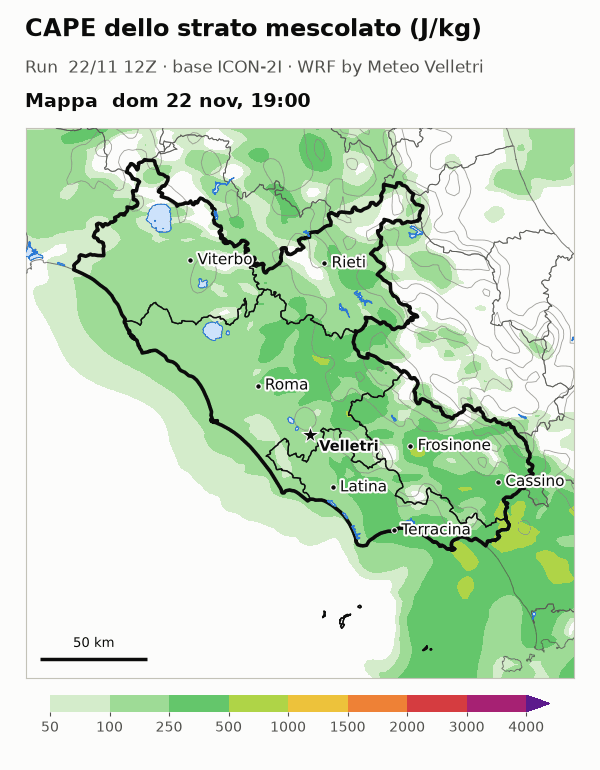 CAPE dello strato mescolato (J/kg)
Run  22/11 12Z · base ICON-2I · WRF by Meteo Velletri
Mappa  dom 22 nov, 19:00
Viterbo
Rieti
Roma
Velletri
Frosinone
Latina
Cassino
Terracina
50 km
50 100 250 500 1000 1500 2000 3000 4000